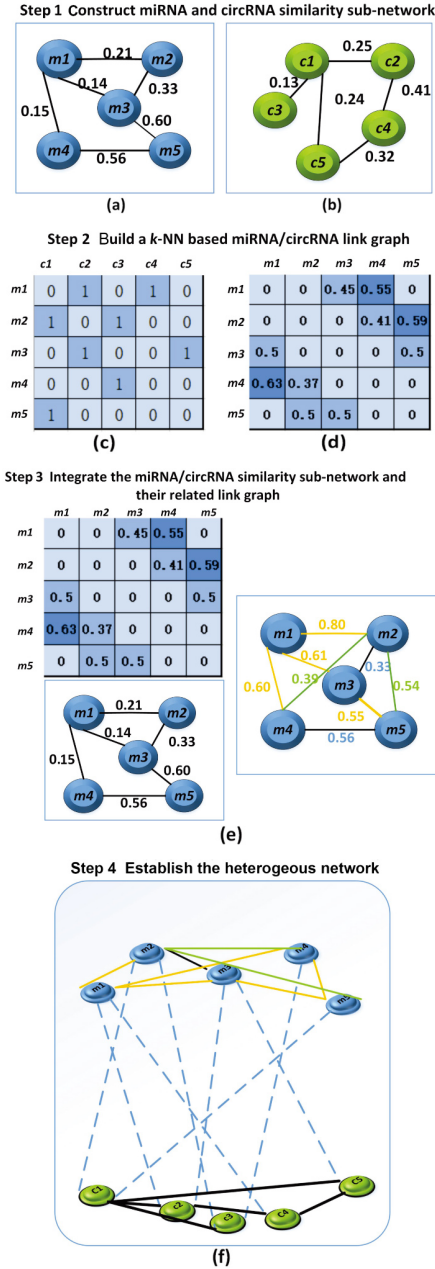 Step 1 Construct miRNA and circRNA similarity sub-network
m1 0.21 m2
0.14 0.33
m3
0.15 0.60
m4 0.56 m5
(a)
c1 0.25 c2
0.13 0.41
c3 0.24
c4
c5 0.32
(b)
Step 2 Build a k-NN based miRNA/circRNA link graph
c1 c2 c3 c4 c5
m1 0 1 0 1 0
m2 1 0 1 0 0
m3 0 1 0 0 1
m4 0 0 1 0 0
m5 1 0 0 0 0
(c)
m1 m2 m3 m4 m5
m1 0 0 0.45 0.55 0
m2 0 0 0 0.41 0.59
m3 0.5 0 0 0 0.5
m4 0.63 0.37 0 0 0
m5 0 0.5 0.5 0 0
(d)
Step 3 Integrate the miRNA/circRNA similarity sub-network and
their related link graph
m1 m2 m3 m4 m5
m1 0 0 0.45 0.55 0
m2 0 0 0 0.41 0.59
m3 0.5 0 0 0 0.5
m4 0.63 0.37 0 0 0
m5 0 0.5 0.5 0 0
m1 0.21 m2
0.14 0.33
m3
0.15 0.60
m4 0.56 m5
m1 0.80 m2
0.61 0.33
0.60 0.39 m3 0.54
0.55
m4 0.56 m5
(e)
Step 4 Establish the heterogeous network
m2 m4
m1 m3 m5
c1 c5
c2 c3 c4
(f)